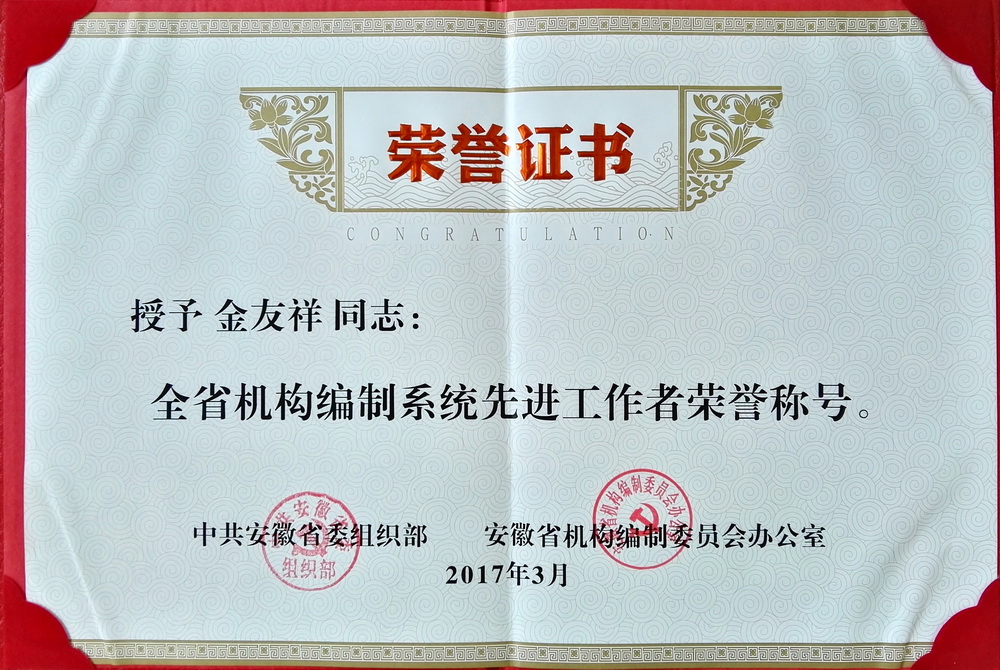 荣誉证书
CONGRATULATION
授予 金友祥 同志：
全省机构编制系统先进工作者荣誉称号。
中共安徽省委组织部 安徽省机构编制委员会办公室
组织部
2017年3月